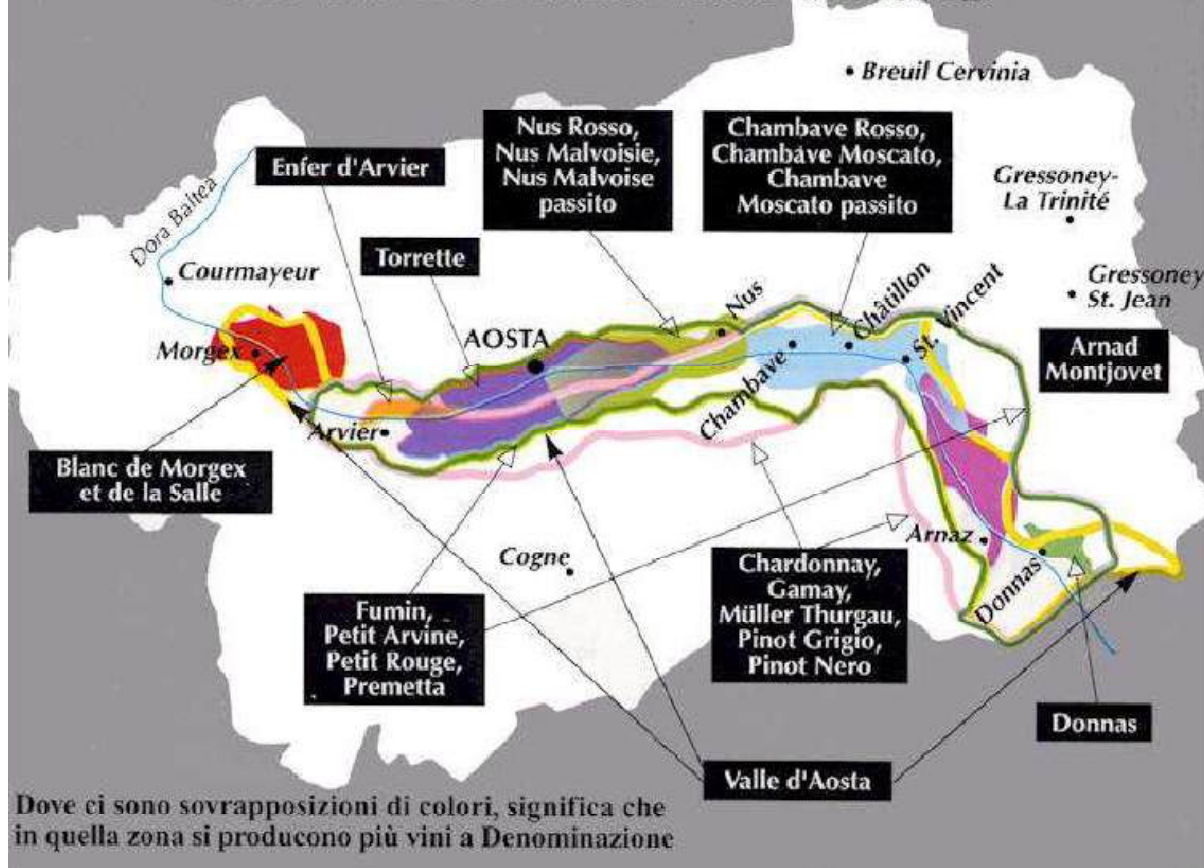 Breuil Cervinia
Nus Rosso,
Nus Malvoisie,
Nus Malvoise
passito
Chambave Rosso,
Chambave Moscato,
Chambave
Moscato passito
Enfer d'Arvier
Gressoney-
La Trinité
Dora Baltea
Torrette
Courmayeur
Gressoney
St. Jean
Nus
Châtillon
St. Vincent
AOSTA
Morgex
Arnad
Montjovet
Chambave
Arvier
Blanc de Morgex
et de la Salle
Arnaz
Cogne
Chardonnay,
Gamay,
Müller Thurgau,
Pinot Grigio,
Pinot Nero
Donnas
Fumin,
Petit Arvine,
Petit Rouge,
Premetta
Donnas
Valle d'Aosta
Dove ci sono sovrapposizioni di colori, significa che
in quella zona si producono più vini a Denominazione